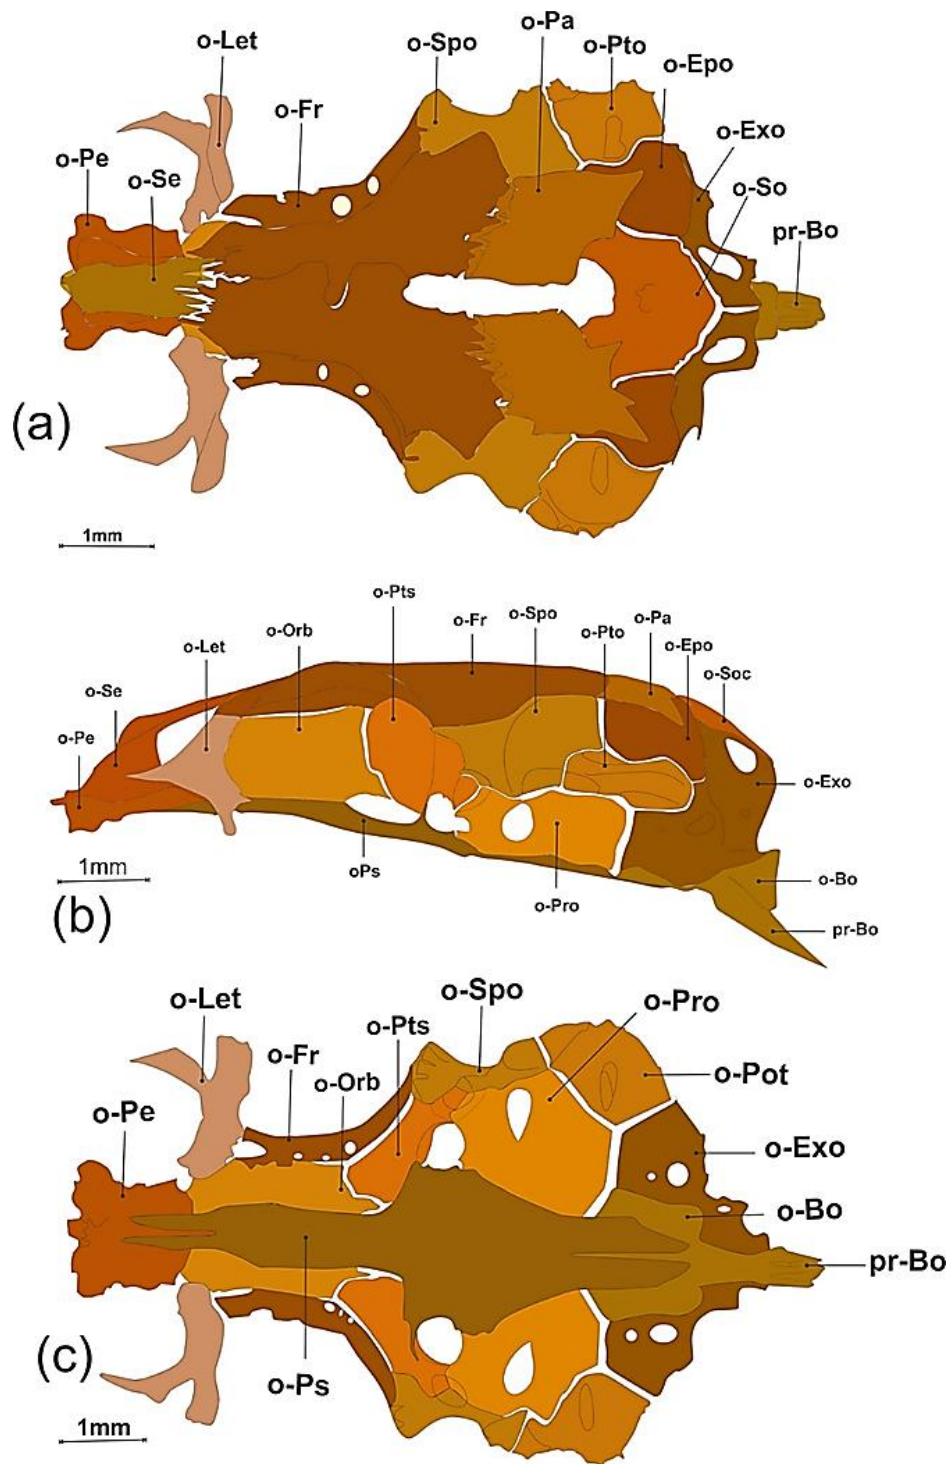 o-Let
o-Spo
o-Pa
o-Pto
o-Epo
o-Fr
o-Exo
o-Pe
o-Se
o-So
pr-Bo
(a)
1mm
o-Pts
o-Fr
o-Spo
o-Pa
o-Orb
o-Pto
o-Epo
o-Let
o-Soc
o-Se
o-Pe
o-Exo
oPs
1mm
o-Bo
o-Pro
(b)
pr-Bo
o-Let
o-Spo
o-Pro
o-Pts
o-Fr
o-Orb
o-Pot
o-Pe
o-Exo
o-Bo
pr-Bo
(c)
o-Ps
1mm